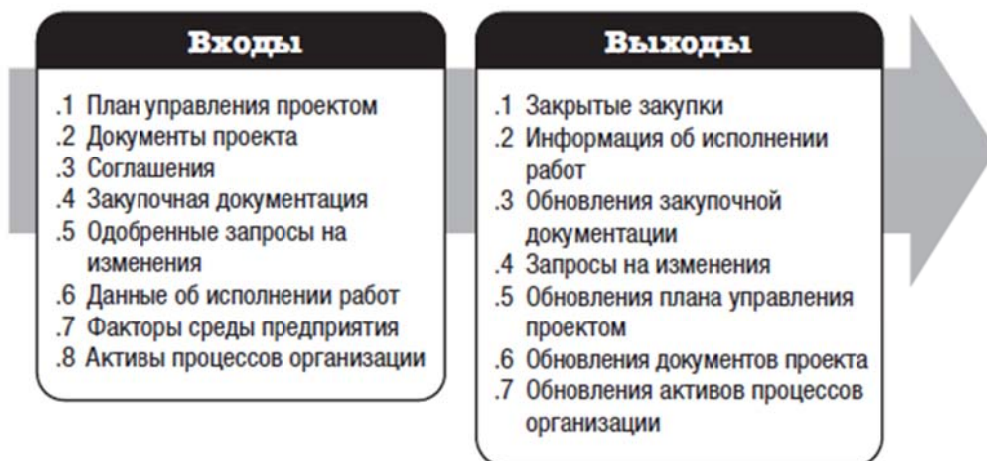 Входы
.1 План управления проектом
.2 Документы проекта
.3 Соглашения
.4 Закупочная документация
.5 Одобренные запросы на
изменения
.6 Данные об исполнении работ
.7 Факторы среды предприятия
.8 Активы процессов организации
Выходы
.1 Закрытые закупки
.2 Информация об исполнении
работ
.3 Обновления закупочной
документации
.4 Запросы на изменения
.5 Обновления плана управления
проектом
.6 Обновления документов проекта
.7 Обновления активов процессов
организации